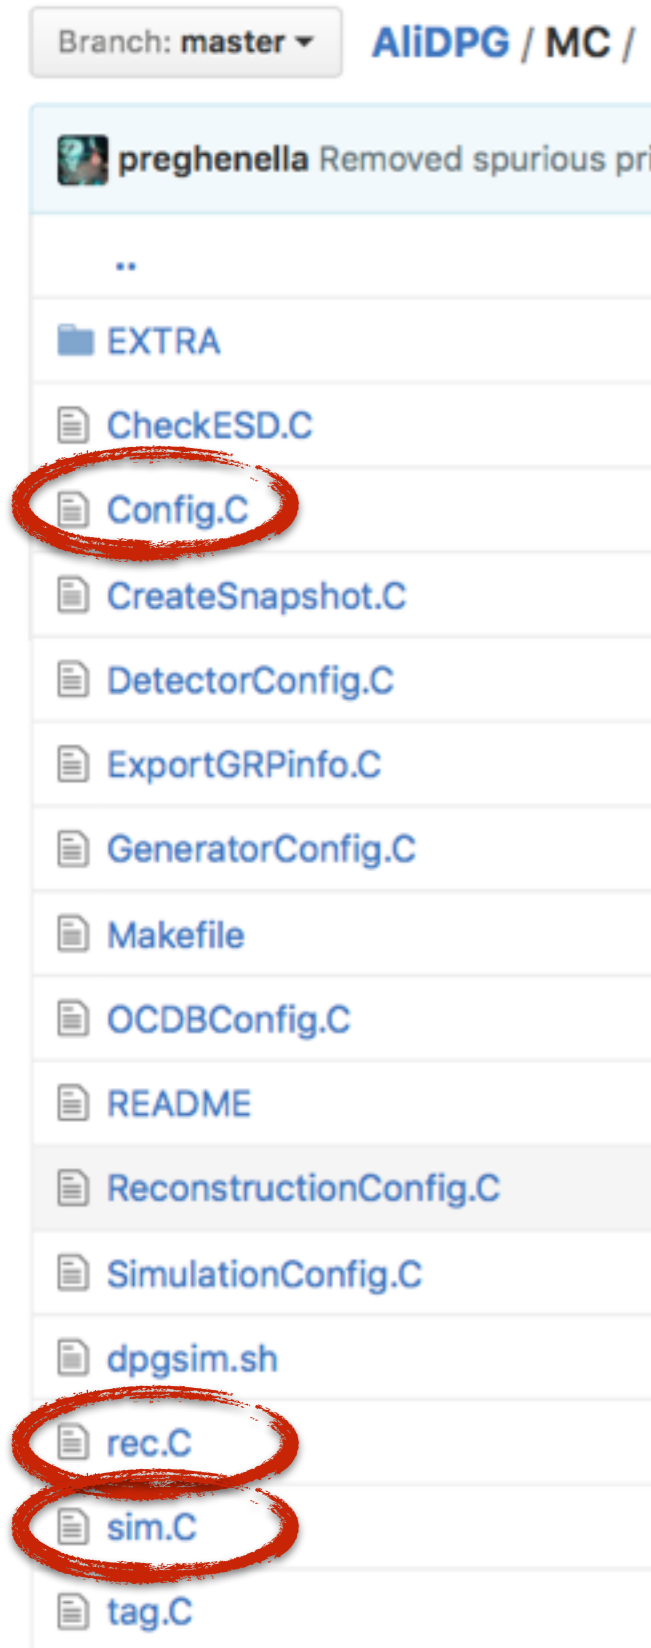 Branch: master AliDPG / MC /
preghenella Removed spurious pri
..
EXTRA
CheckESD.C
Config.C
CreateSnapshot.C
DetectorConfig.C
ExportGRPinfo.C
GeneratorConfig.C
Makefile
OCDBConfig.C
README
ReconstructionConfig.C
SimulationConfig.C
dpgsim.sh
rec.C
sim.C
tag.C